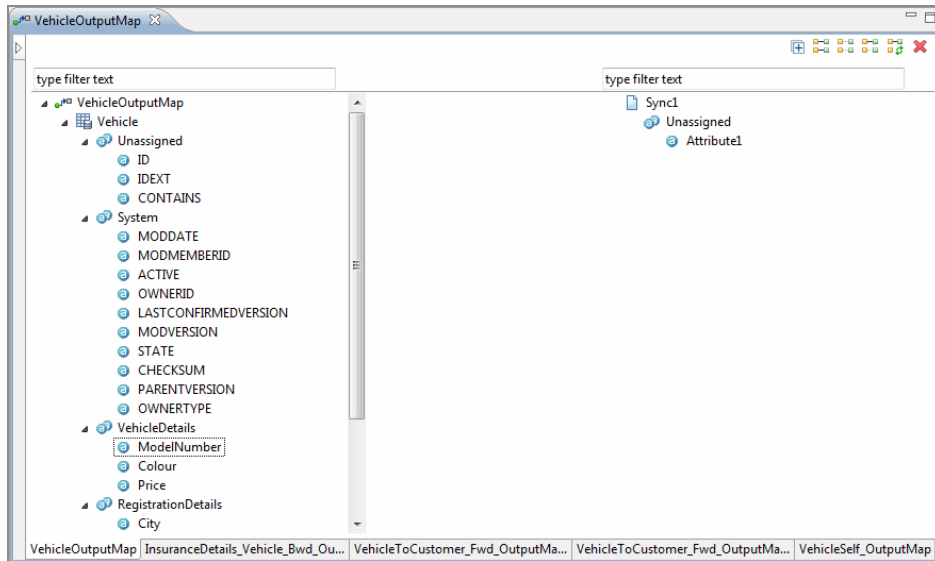 VehicleOutputMap
type filter text
type filter text
VehicleOutputMap
Vehicle
Unassigned
ID
IDEXT
CONTAINS
System
MODDATE
MODMEMBERID
ACTIVE
OWNERID
LASTCONFIRMEDVERSION
MODVERSION
STATE
CHECKSUM
PARENTVERSION
OWNERTYPE
VehicleDetails
ModelNumber
Colour
Price
RegistrationDetails
City
Sync1
Unassigned
Attribute1
VehicleOutputMap InsuranceDetails_Vehicle_Bwd_Ou... VehicleToCustomer_Fwd_OutputMa... VehicleToCustomer_Fwd_OutputMa... VehicleSelf_OutputMap